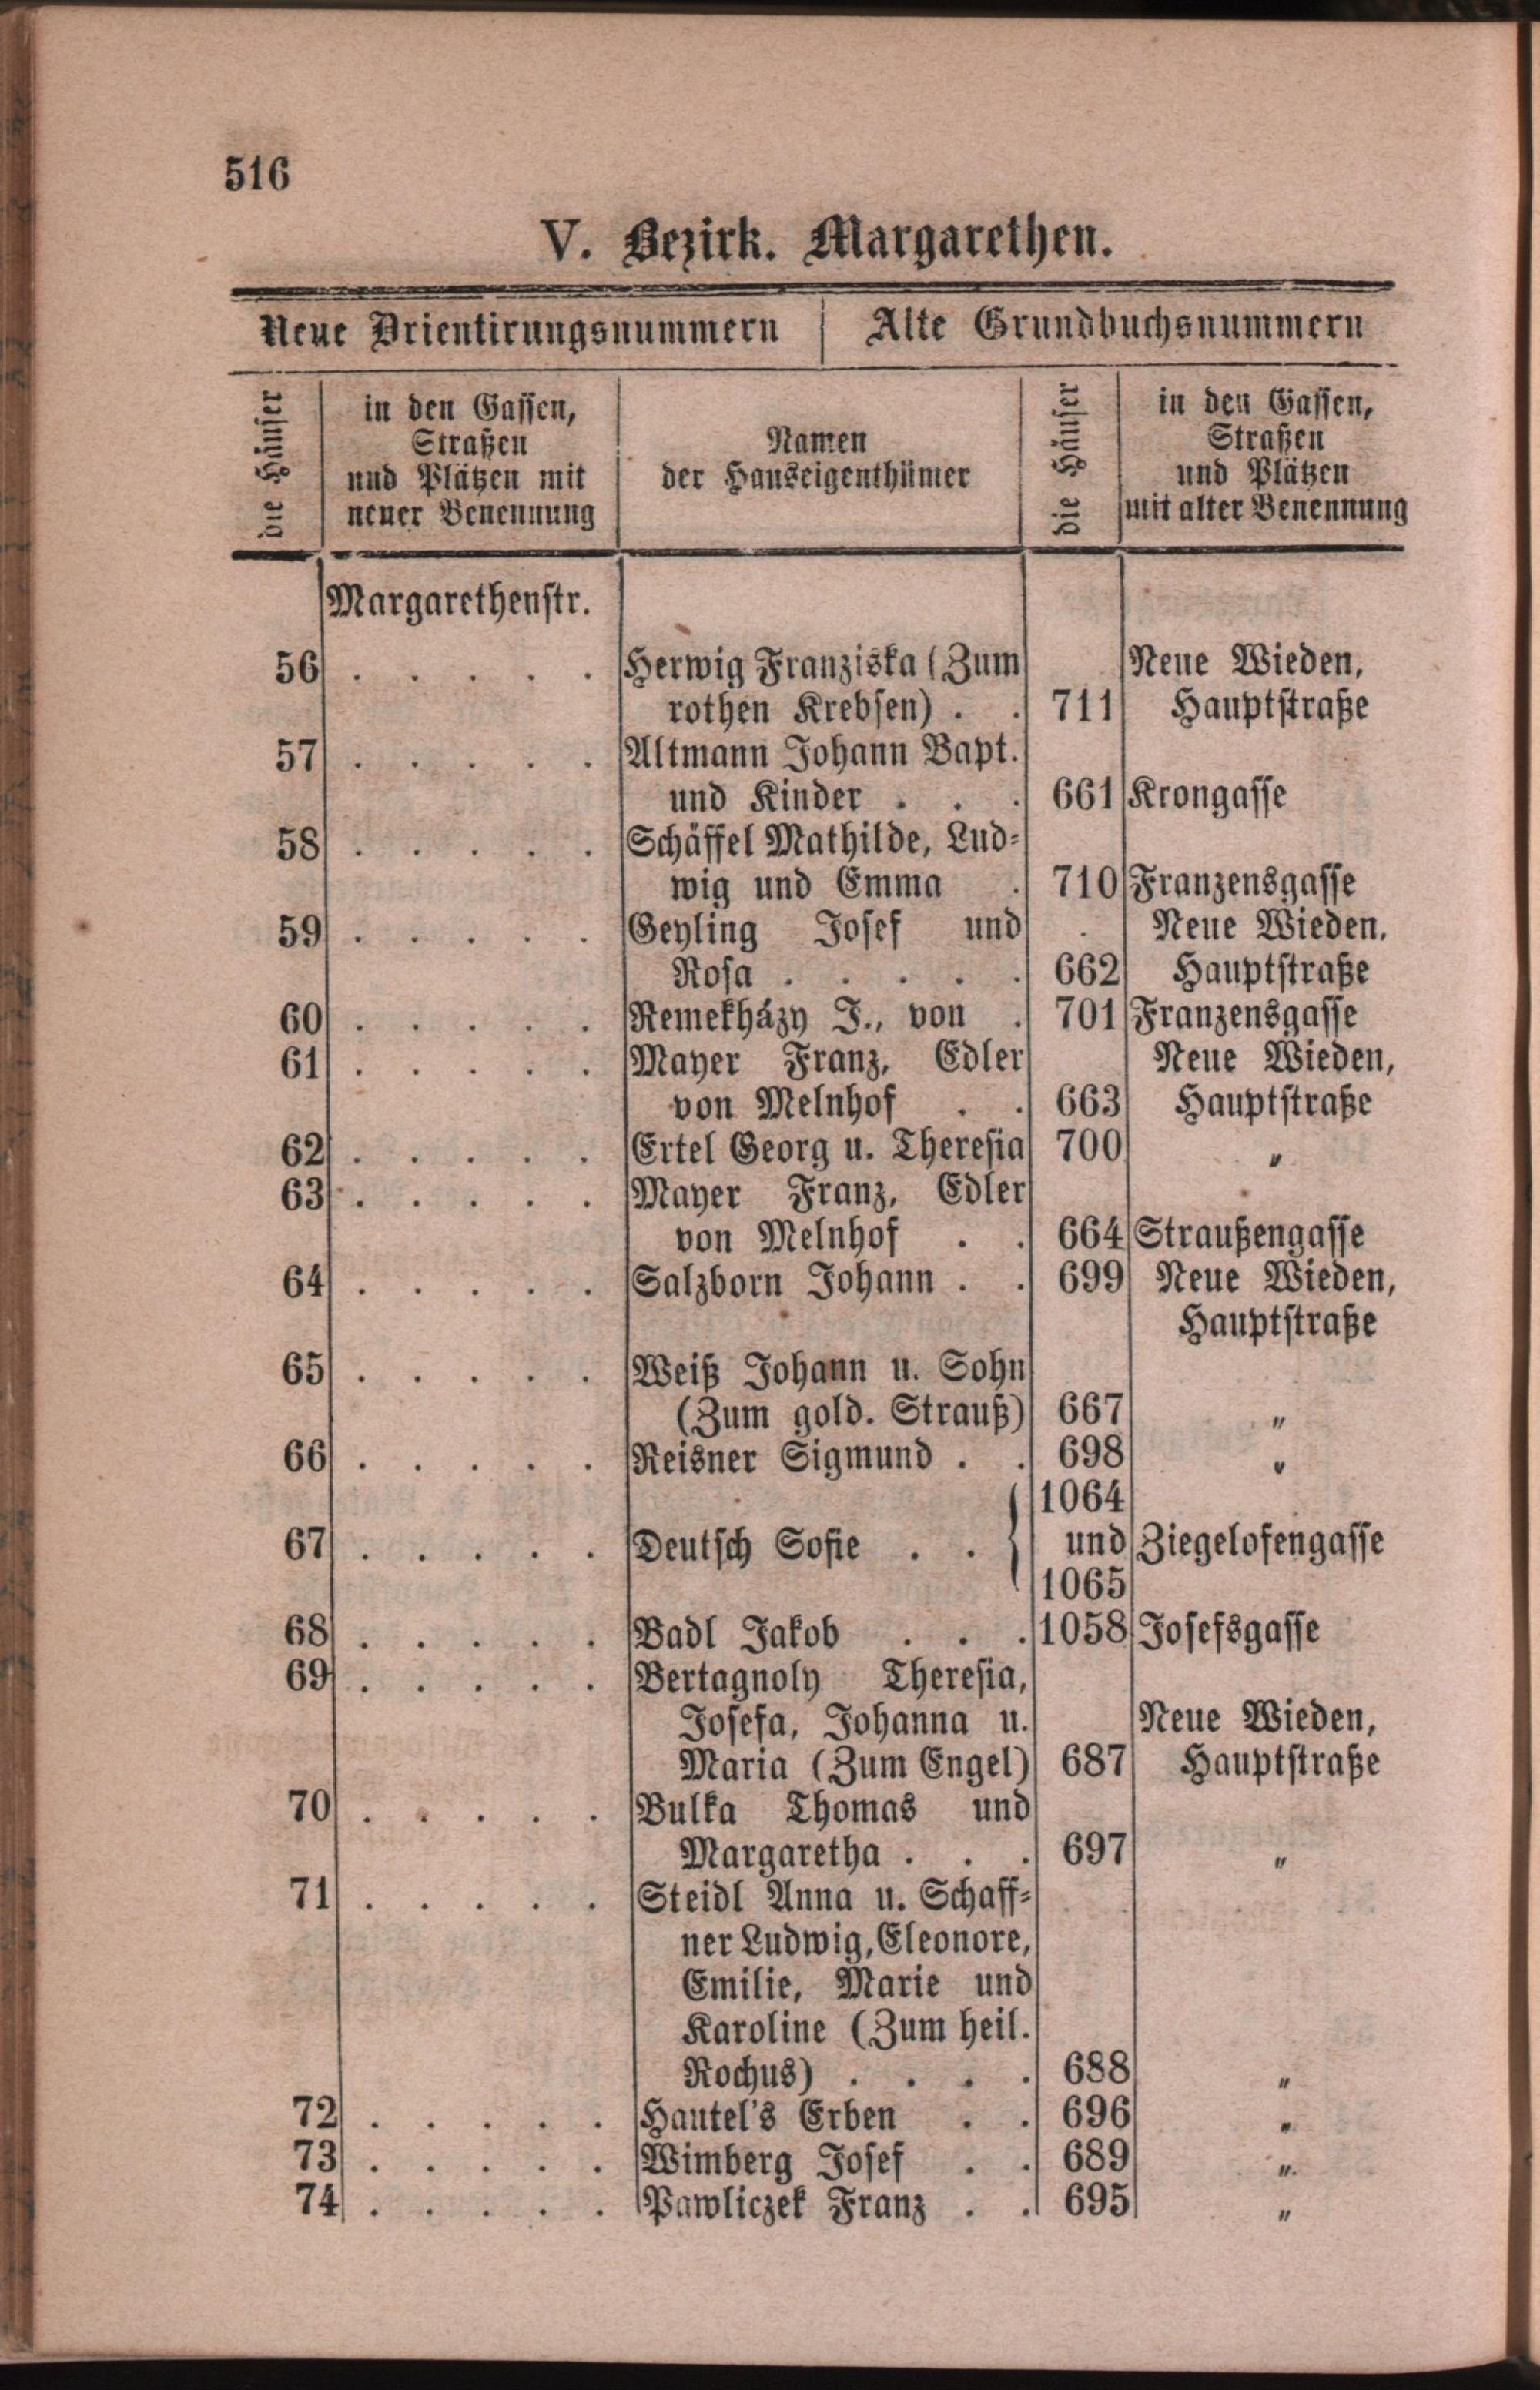 516
V. Bezirk. Margarethen.
Neue Orientirungsnummern | Alte Grundbuchsnummern
die Häuser
in den Gassen,
Straßen
und Plätzen mit
neuer Benennung
Namen
der Hauseigenthümer
die Häuser
in den Gassen,
Straßen
und Plätzen
mit alter Benennung
Margarethenstr.
56 . . . . . Herwig Franziska (Zum Neue Wieden,
rothen Krebsen) . . 711 Hauptstraße
57 . . . . . Altmann Johann Bapt.
und Kinder . . . 661 Krongasse
58 . . . . . Schäffel Mathilde, Lud-
wig und Emma . 710 Franzensgasse
59 . . . . . Geyling Josef und Neue Wieden,
Rosa . . . . . 662 Hauptstraße
60 . . . . . Remekházy J., von . 701 Franzensgasse
61 . . . . . Mayer Franz, Edler Neue Wieden,
von Melnhof . . 663 Hauptstraße
62 . . . . . Ertel Georg u. Theresia 700 „
63 . . . . . Mayer Franz, Edler
von Melnhof . . 664 Straußengasse
64 . . . . . Salzborn Johann . . 699 Neue Wieden,
Hauptstraße
65 . . . . . Weiß Johann u. Sohn
(Zum gold. Strauß) 667 „
66 . . . . . Reisner Sigmund . . 698 „
1064
67 . . . . . Deutsch Sofie . . und Ziegelofengasse
1065
68 . . . . . Badl Jakob . . . 1058 Josefsgasse
69 . . . . . Bertagnoly Theresia,
Josefa, Johanna u. Neue Wieden,
Maria (Zum Engel) 687 Hauptstraße
70 . . . . . Bulka Thomas und
Margaretha . . . 697 „
71 . . . . . Steidl Anna u. Schaff-
ner Ludwig, Eleonore,
Emilie, Marie und
Karoline (Zum heil.
Rochus) . . . . 688 „
72 . . . . . Hautel's Erben . . 696 „
73 . . . . . Wimberg Josef . . 689 „
74 . . . . . Pawliczek Franz . . 695 „